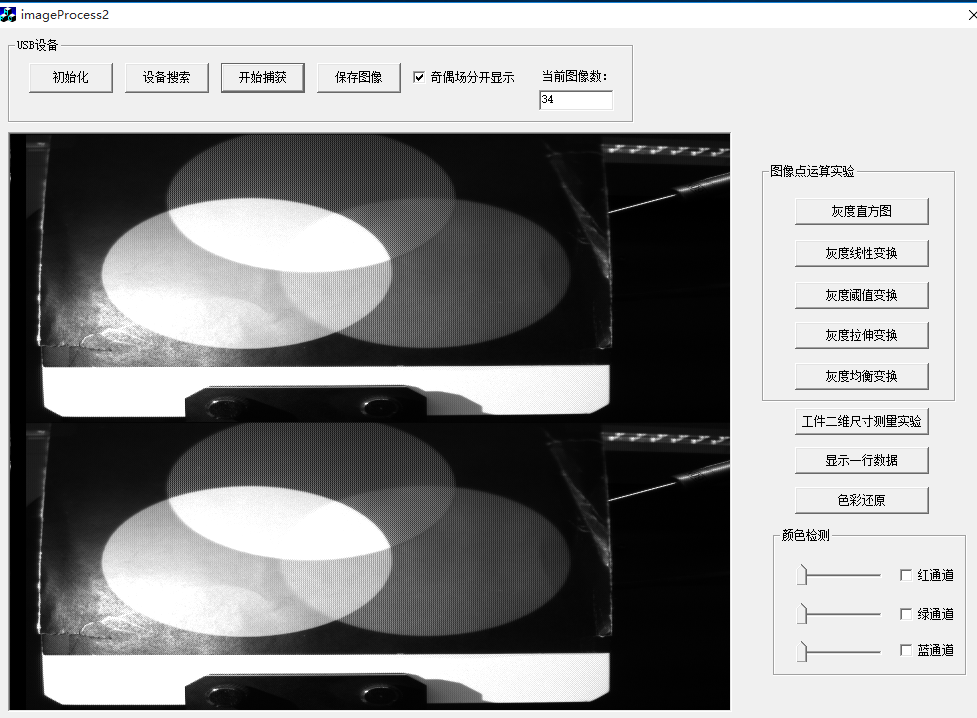 imageProcess2
USB设备
初始化
设备搜索
开始捕获
保存图像
奇偶场分开显示
当前图像数:
34
图像点运算实验
灰度直方图
灰度线性变换
灰度阈值变换
灰度拉伸变换
灰度均衡变换
工件二维尺寸测量实验
显示一行数据
色彩还原
颜色检测
红通道
绿通道
蓝通道